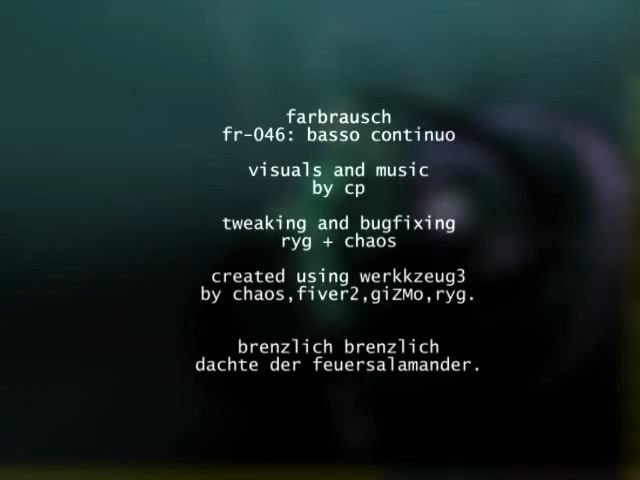 farbrausch
fr-046: basso continuo
visuals and music
by cp
tweaking and bugfixing
ryg + chaos
created using werkkzeug3
by chaos,fiver2,giZMo,ryg.
brenzlich brenzlich
dachte der feuersalamander.